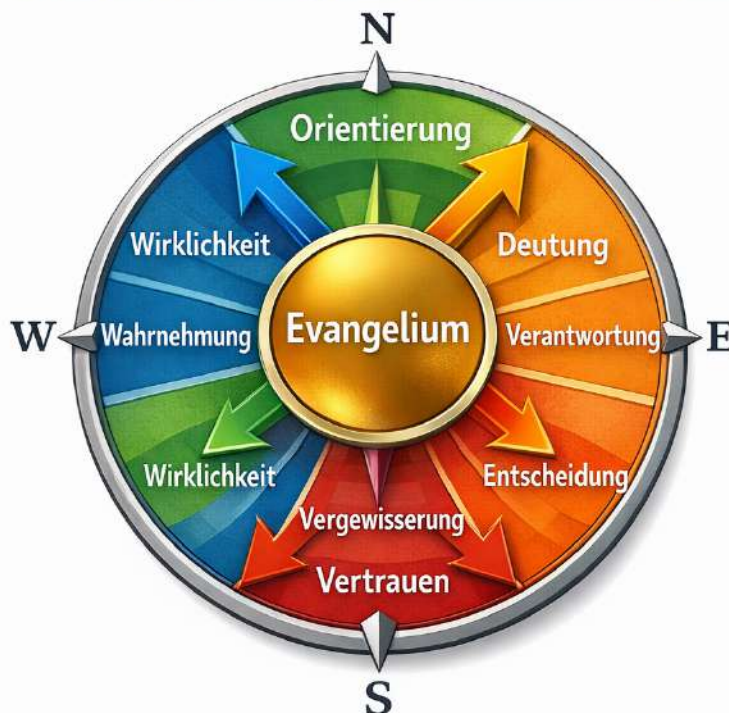 N
Orientierung
Wirklichkeit
Deutung
W
Wahrnehmung
Evangelium
Verantwortung
E
Wirklichkeit
Entscheidung
Vergewisserung
Vertrauen
S